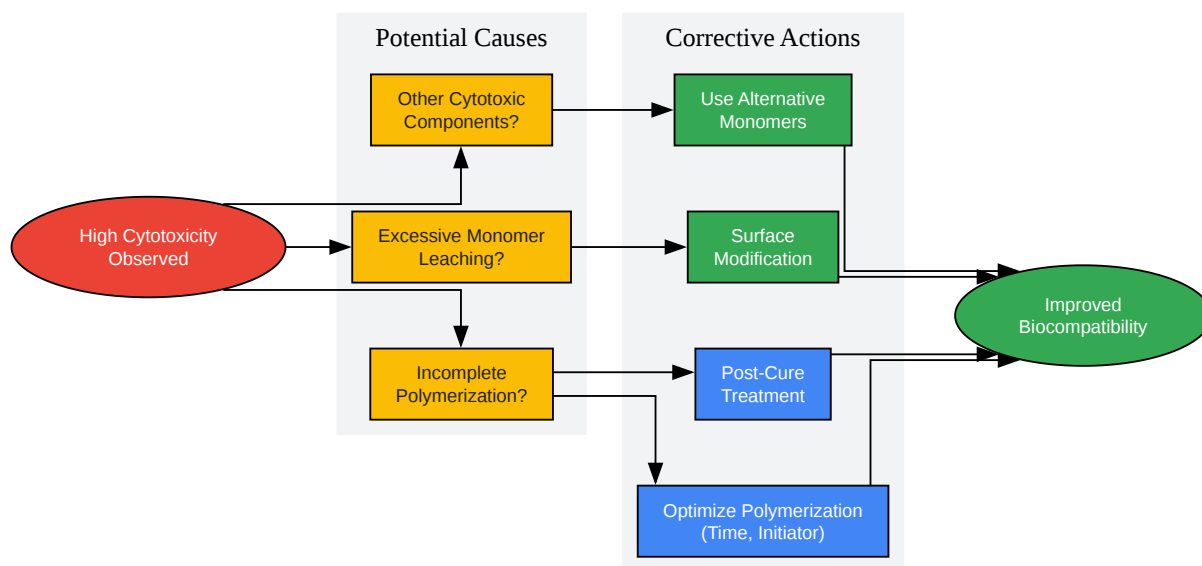 Potential Causes
Corrective Actions
Other Cytotoxic
Components?
Use Alternative
Monomers
High Cytotoxicity
Observed
Excessive Monomer
Leaching?
Surface
Modification
Improved
Biocompatibility
Incomplete
Polymerization?
Post-Cure
Treatment
Optimize Polymerization
(Time, Initiator)